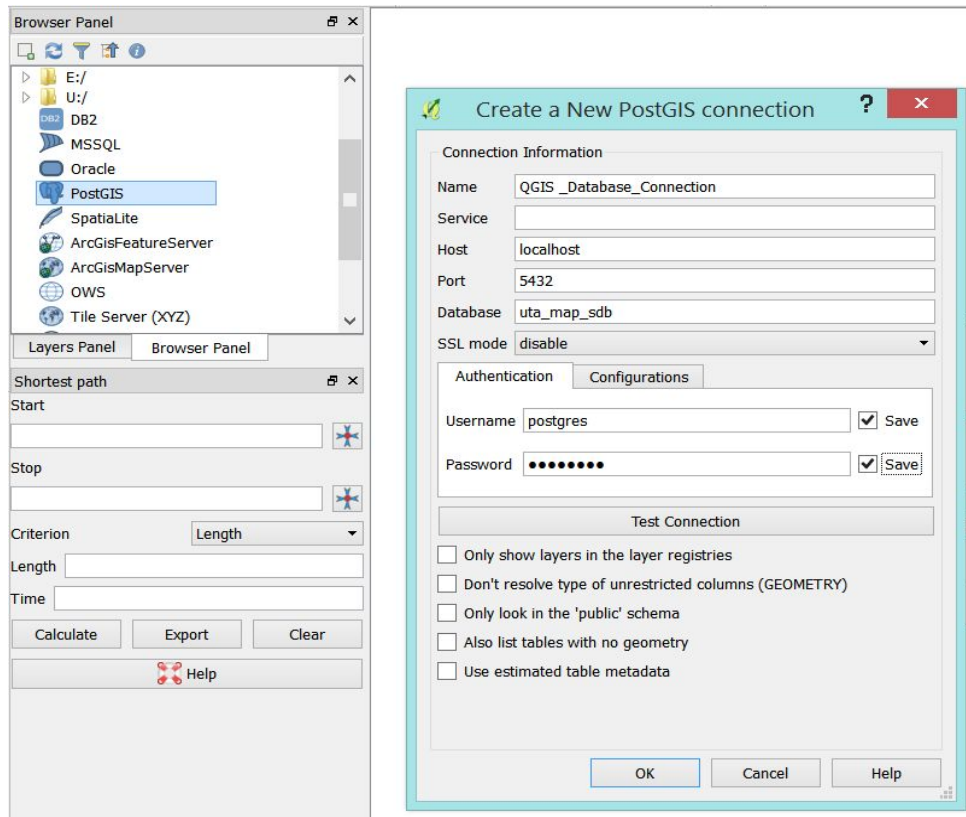 Browser Panel
E:/
U:/
DB2
DB2
MSSQL
Oracle
PostGIS
SpatiaLite
ArcGisFeatureServer
ArcGisMapServer
OWS
Tile Server (XYZ)
Layers Panel
Browser Panel
Shortest path
Start
Stop
Criterion
Length
Length
Time
Calculate
Export
Clear
Help
Create a New PostGIS connection
?
Connection Information
Name
QGIS _Database_Connection
Service
Host
localhost
Port
5432
Database
uta_map_sdb
SSL mode
disable
Authentication
Configurations
Username
postgres
Save
Password
●●●●●●●●
Save
Test Connection
Only show layers in the layer registries
Don't resolve type of unrestricted columns (GEOMETRY)
Only look in the 'public' schema
Also list tables with no geometry
Use estimated table metadata
OK
Cancel
Help